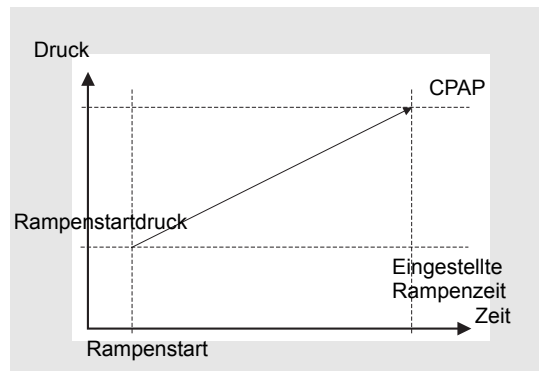 Druck
CPAP
Rampenstartdruck
Eingestellte
Rampenzeit
Zeit
Rampenstart